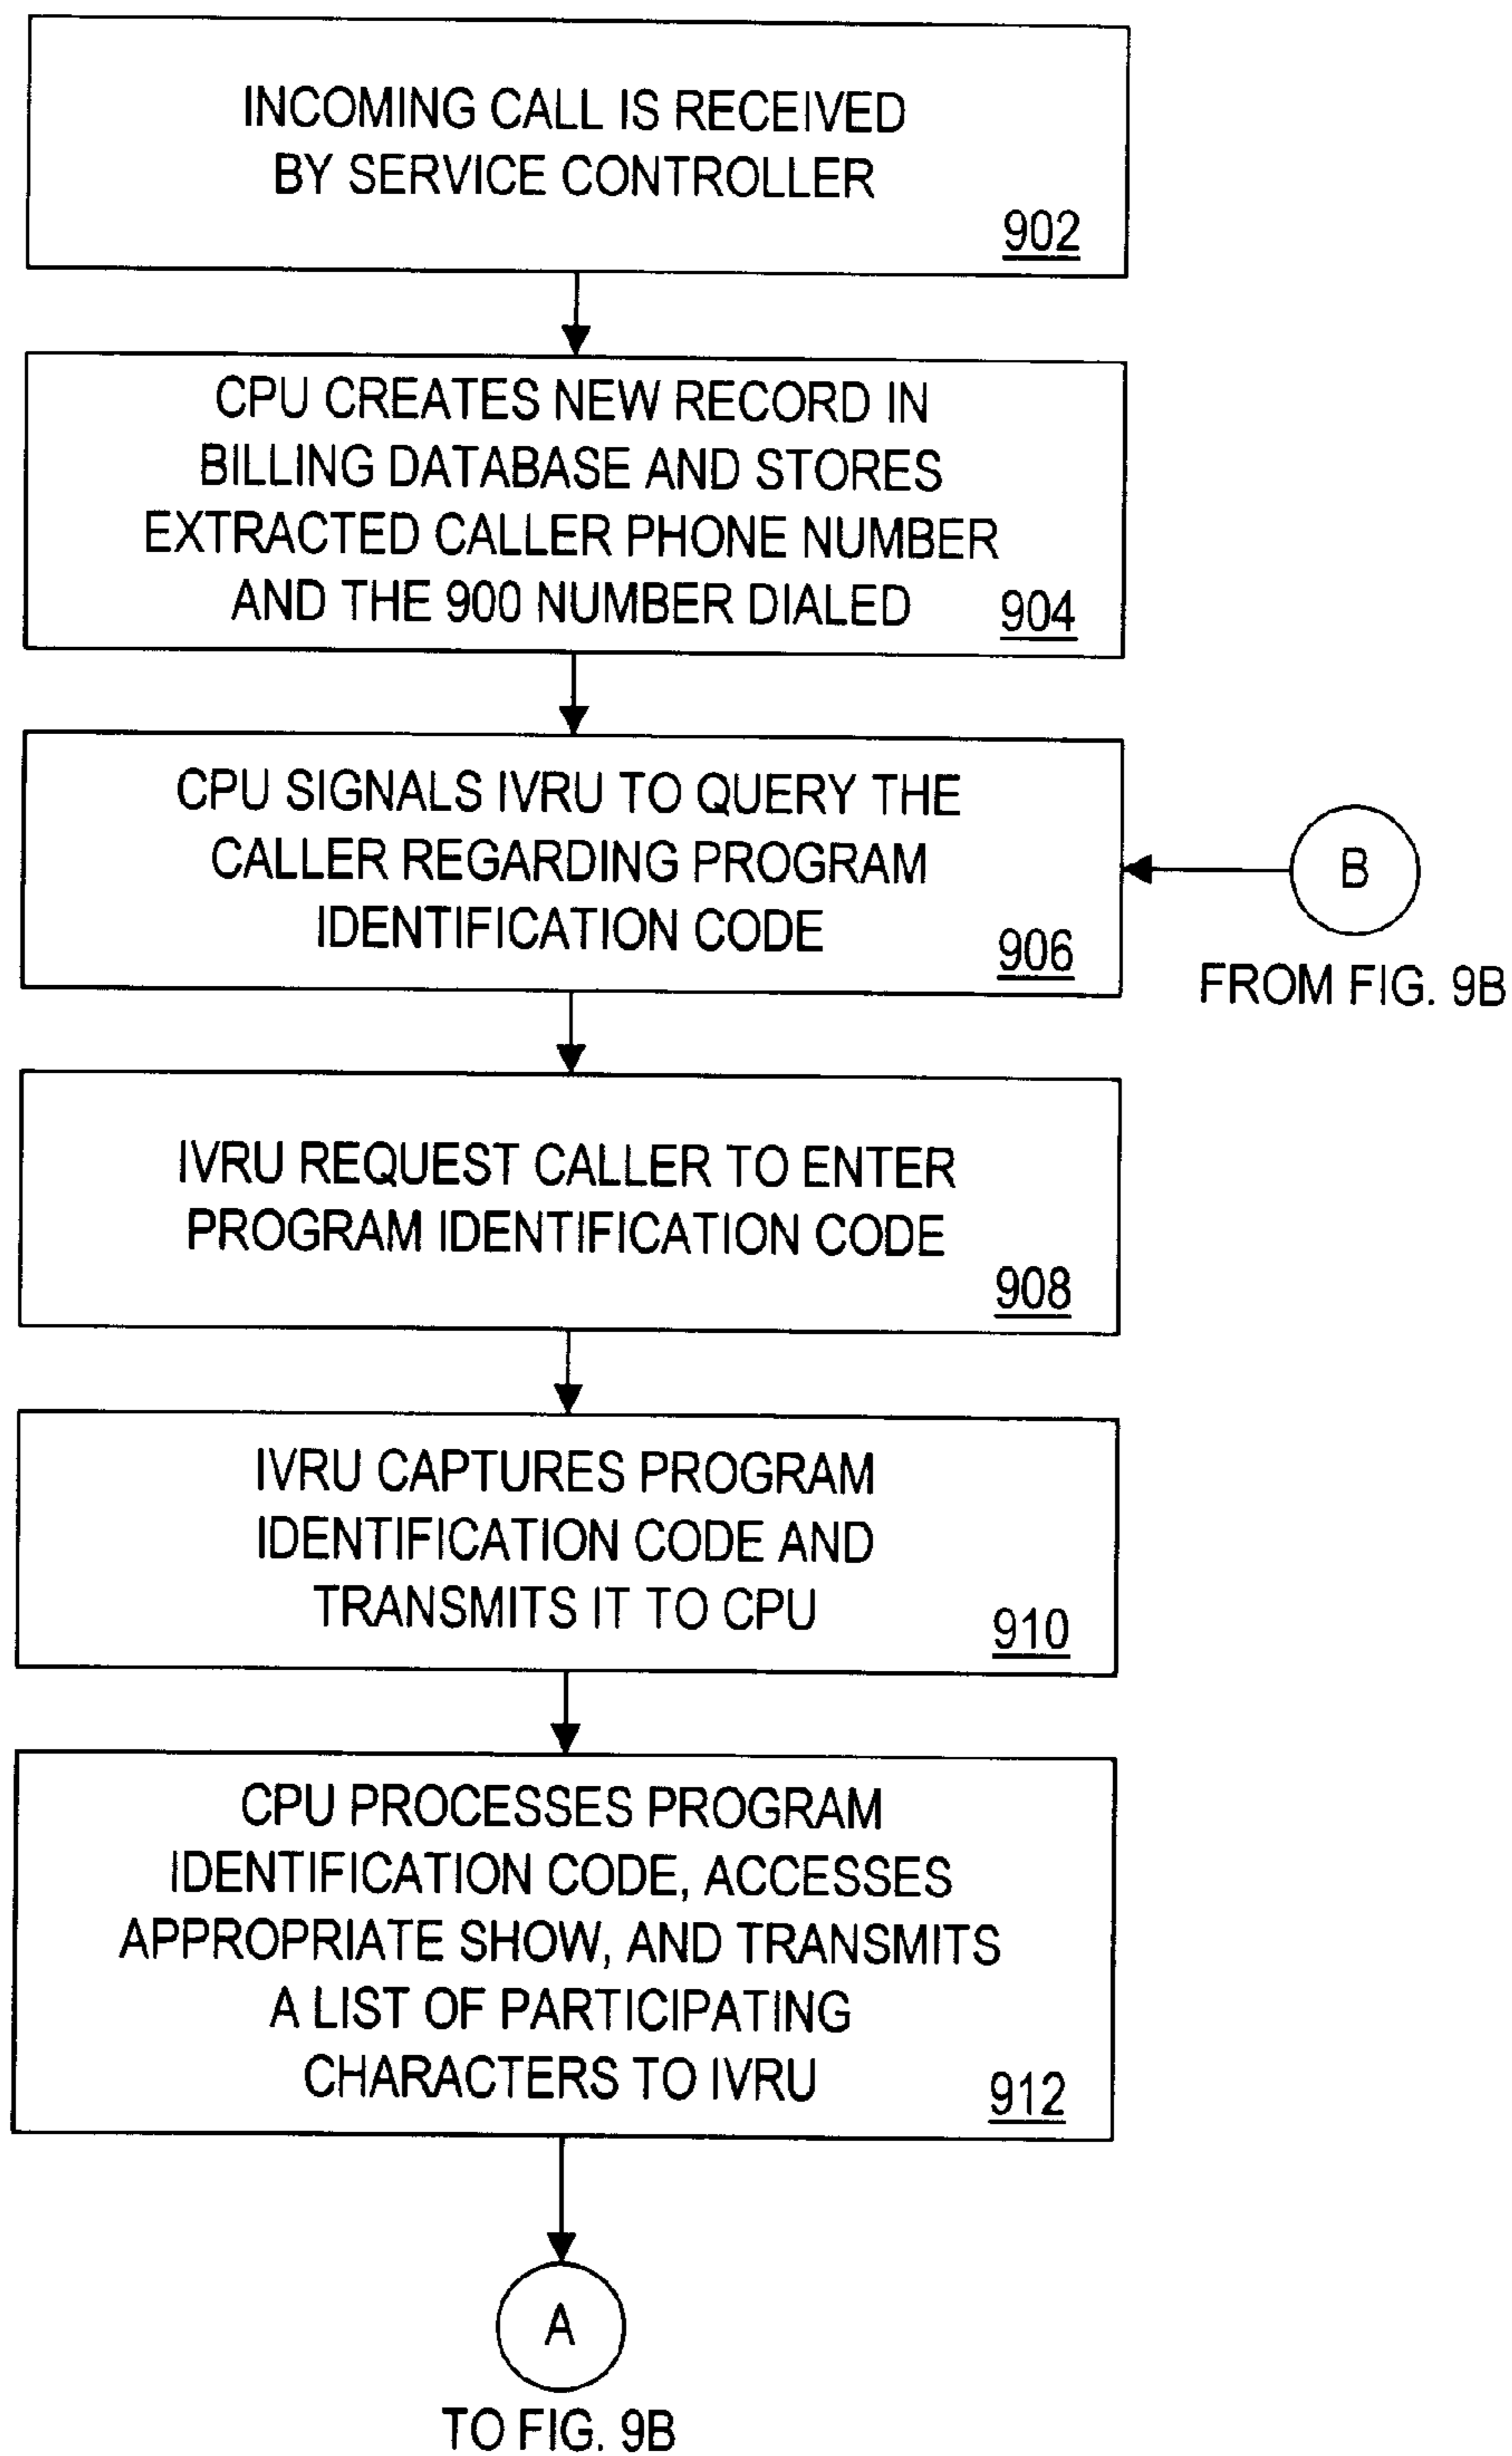 INCOMING CALL IS RECEIVED
BY SERVICE CONTROLLER
902
CPU CREATES NEW RECORD IN
BILLING DATABASE AND STORES
EXTRACTED CALLER PHONE NUMBER
AND THE 900 NUMBER DIALED
904
CPU SIGNALS IVRU TO QUERY THE
CALLER REGARDING PROGRAM
IDENTIFICATION CODE
906
B
FROM FIG. 9B
IVRU REQUEST CALLER TO ENTER
PROGRAM IDENTIFICATION CODE
908
IVRU CAPTURES PROGRAM
IDENTIFICATION CODE AND
TRANSMITS IT TO CPU
910
CPU PROCESSES PROGRAM
IDENTIFICATION CODE, ACCESSES
APPROPRIATE SHOW, AND TRANSMITS
A LIST OF PARTICIPATING
CHARACTERS TO IVRU
912
A
TO FIG. 9B